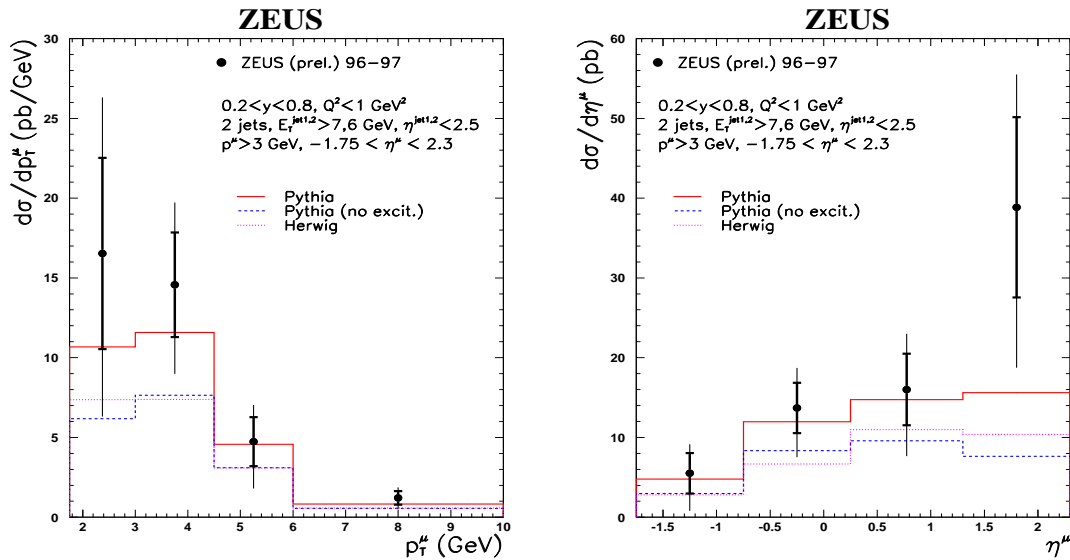 ZEUS
dσ/dp_T^μ (pb/GeV)
30
25
20
15
10
5
0
ZEUS (prel.) 96−97
0.2<y<0.8, Q²<1 GeV²
2 jets, E_T^jet1,2>7,6 GeV, η^jet1,2<2.5
p^μ>3 GeV, −1.75 < η^μ < 2.3
Pythia
Pythia (no excit.)
Herwig
2 3 4 5 6 7 8 9 10
p_T^μ (GeV)
ZEUS
dσ/dη^μ (pb)
60
50
40
30
20
10
0
ZEUS (prel.) 96−97
0.2<y<0.8, Q²<1 GeV²
2 jets, E_T^jet1,2>7,6 GeV, η^jet1,2<2.5
p^μ>3 GeV, −1.75 < η^μ < 2.3
Pythia
Pythia (no excit.)
Herwig
-1.5 -1 -0.5 0 0.5 1 1.5 2
η^μ